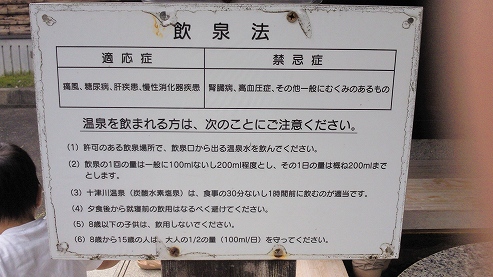 飲泉法
適応症 禁忌症
痛風、糖尿病、肝疾患、慢性消化器疾患 腎臓病、高血圧症、その他一般にむくみのあるもの
温泉を飲まれる方は、次のことにご注意ください。
(1) 許可のある飲泉場所で、飲泉口から出る温泉水を飲んでください。
(2) 飲泉の1回の量は一般に100mlないし200ml程度とし、その1日の量は概ね200mlまで
とします。
(3) 十津川温泉（炭酸水素塩泉）は、食事の30分ないし1時間前に飲むのが適当です。
(4) 夕食後から就寝前の飲用はなるべく避けてください。
(5) 8歳以下の子供は、飲用しないでください。
(6) 8歳から15歳の人は、大人の1/2の量（100ml/日）を守ってください。